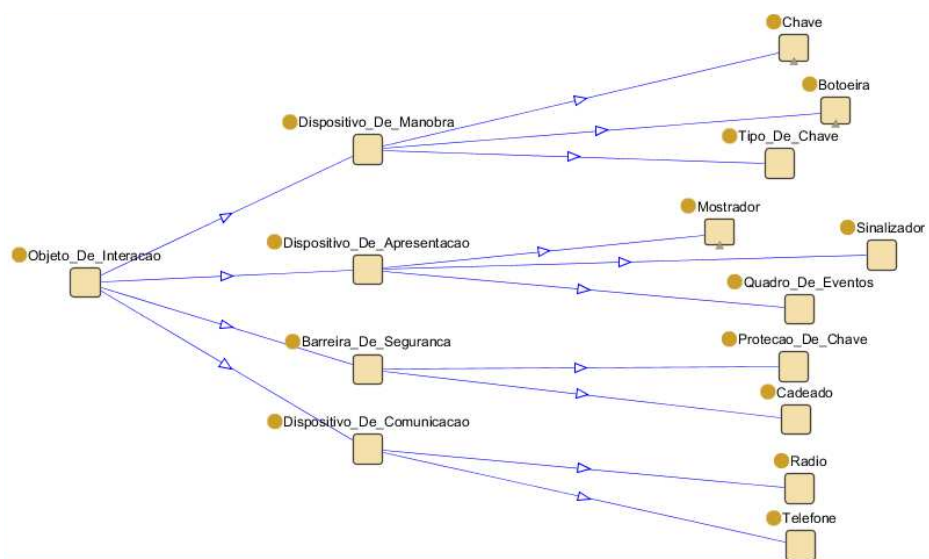 Chave
Botoeira
Dispositivo_De_Manobra
Tipo_De_Chave
Mostrador
Sinalizador
Objeto_De_Interacao
Dispositivo_De_Apresentacao
Quadro_De_Eventos
Barreira_De_Seguranca
Protecao_De_Chave
Cadeado
Dispositivo_De_Comunicacao
Radio
Telefone